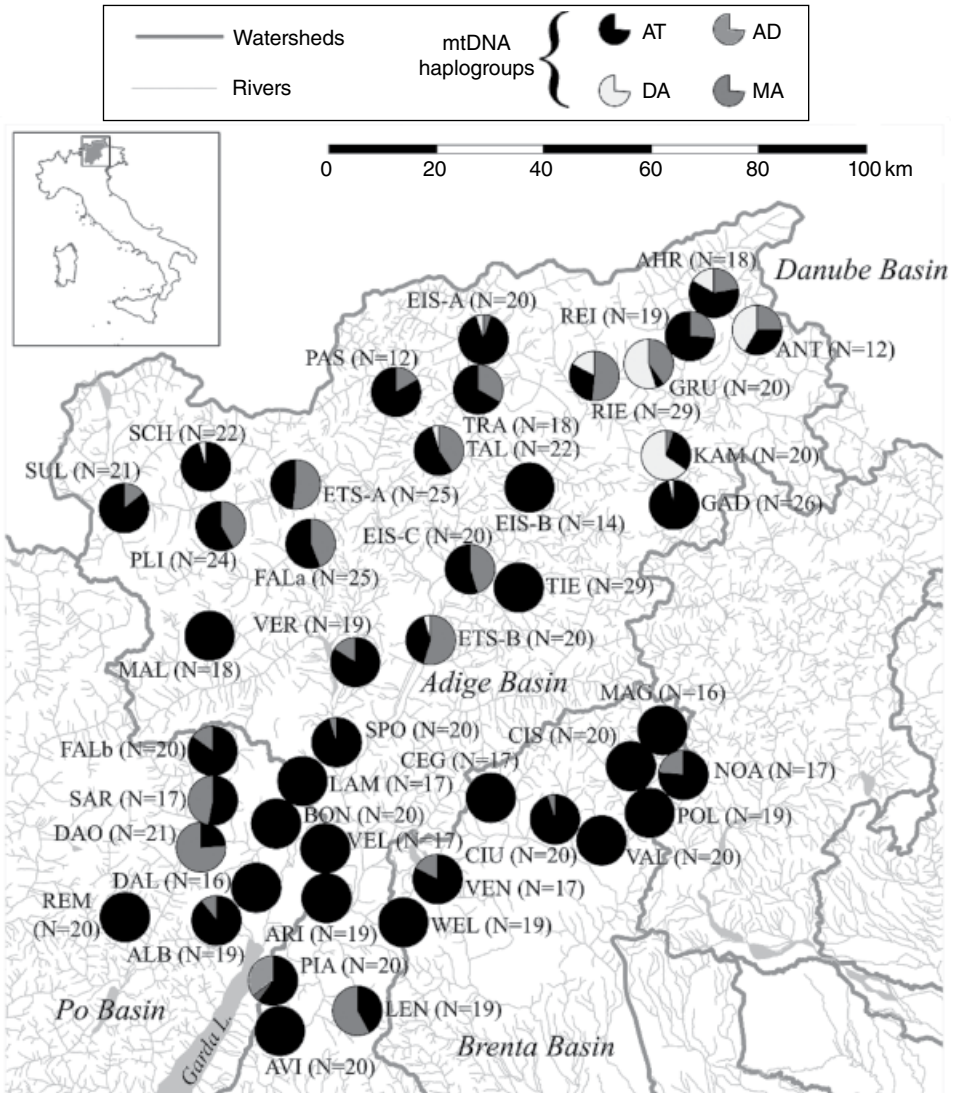 Watersheds
Rivers
mtDNA
haplogroups
AT
AD
DA
MA
0 20 40 60 80 100 km
AHR (N=18)
Danube Basin
EIS-A (N=20)
REI (N=19)
ANT (N=12)
PAS (N=12)
GRU (N=20)
RIE (N=29)
TRA (N=18)
SCH (N=22)
TAL (N=22)
KAM (N=20)
SUL (N=21)
ETS-A (N=25)
GAD (N=26)
EIS-B (N=14)
EIS-C (N=20)
PLI (N=24)
FALa (N=25)
TIE (N=29)
VER (N=19)
ETS-B (N=20)
MAL (N=18)
Adige Basin
MAG (N=16)
SPO (N=20)
CIS (N=20)
FALb (N=20)
CEG (N=17)
NOA (N=17)
LAM (N=17)
SAR (N=17)
BON (N=20)
POL (N=19)
DAO (N=21)
VEL (N=17)
CIU (N=20)
VAL (N=20)
DAL (N=16)
VEN (N=17)
REM
(N=20)
WEL (N=19)
ARI (N=19)
ALB (N=19)
PIA (N=20)
Po Basin
LEN (N=19)
Garda L.
Brenta Basin
AVI (N=20)